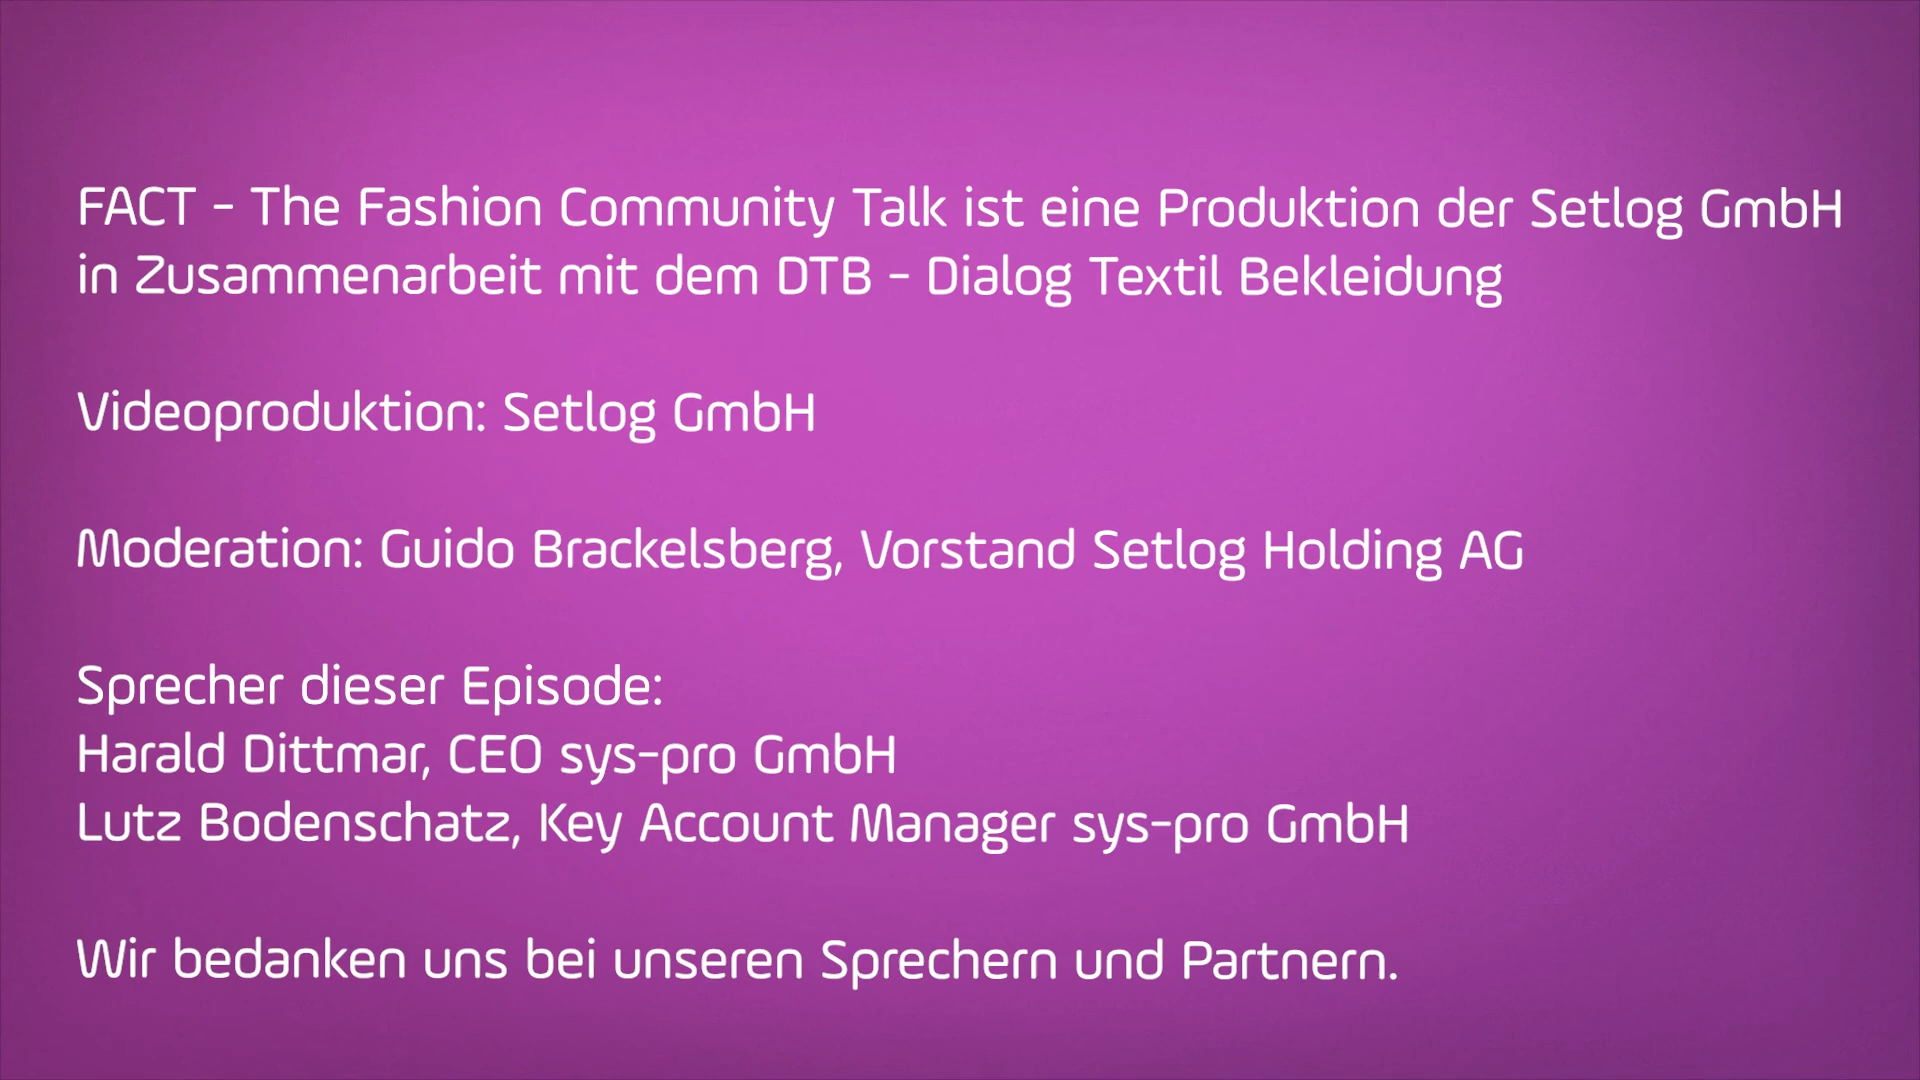 FACT - The Fashion Community Talk ist eine Produktion der Setlog GmbH
in Zusammenarbeit mit dem DTB - Dialog Textil Bekleidung
Videoproduktion: Setlog GmbH
Moderation: Guido Brackelsberg, Vorstand Setlog Holding AG
Sprecher dieser Episode:
Harald Dittmar, CEO sys-pro GmbH
Lutz Bodenschatz, Key Account Manager sys-pro GmbH
Wir bedanken uns bei unseren Sprechern und Partnern.